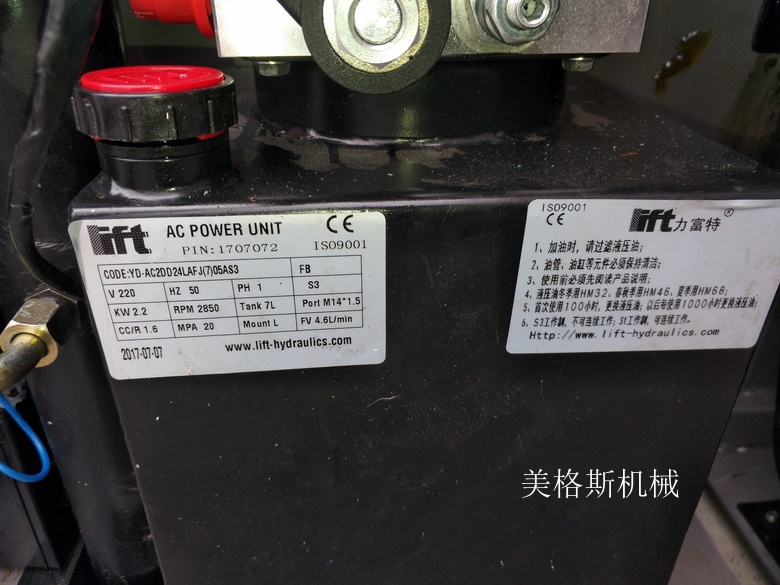 lift AC POWER UNIT CE
PIN:1707072 ISO9001
CODE:YD-AC2DD24LAFJ(7)05AS3 FB
V 220 HZ 50 PH 1 S3
KW 2.2 RPM 2850 Tank 7L Port M14*1.5
CC/R 1.6 MPA 20 Mount L FV 4.6L/min
2017-07-07 www.lift-hydraulics.com
ISO9001
CE lift 力富特®
1、加油时，请过滤液压油；
2、油管、油缸等元件必须保持清洁；
3、使用前必须先阅读产品说明；
4、液压油冬季用HM32，春秋季用HM46，夏季用HM68；
5、首次使用100小时，更换液压油；以后每使用1000小时更换液压油；
6、S3工作制，不可连续工作；S1工作制，可连续工作。
Http://www.lift-hydraulics.com
美格斯机械